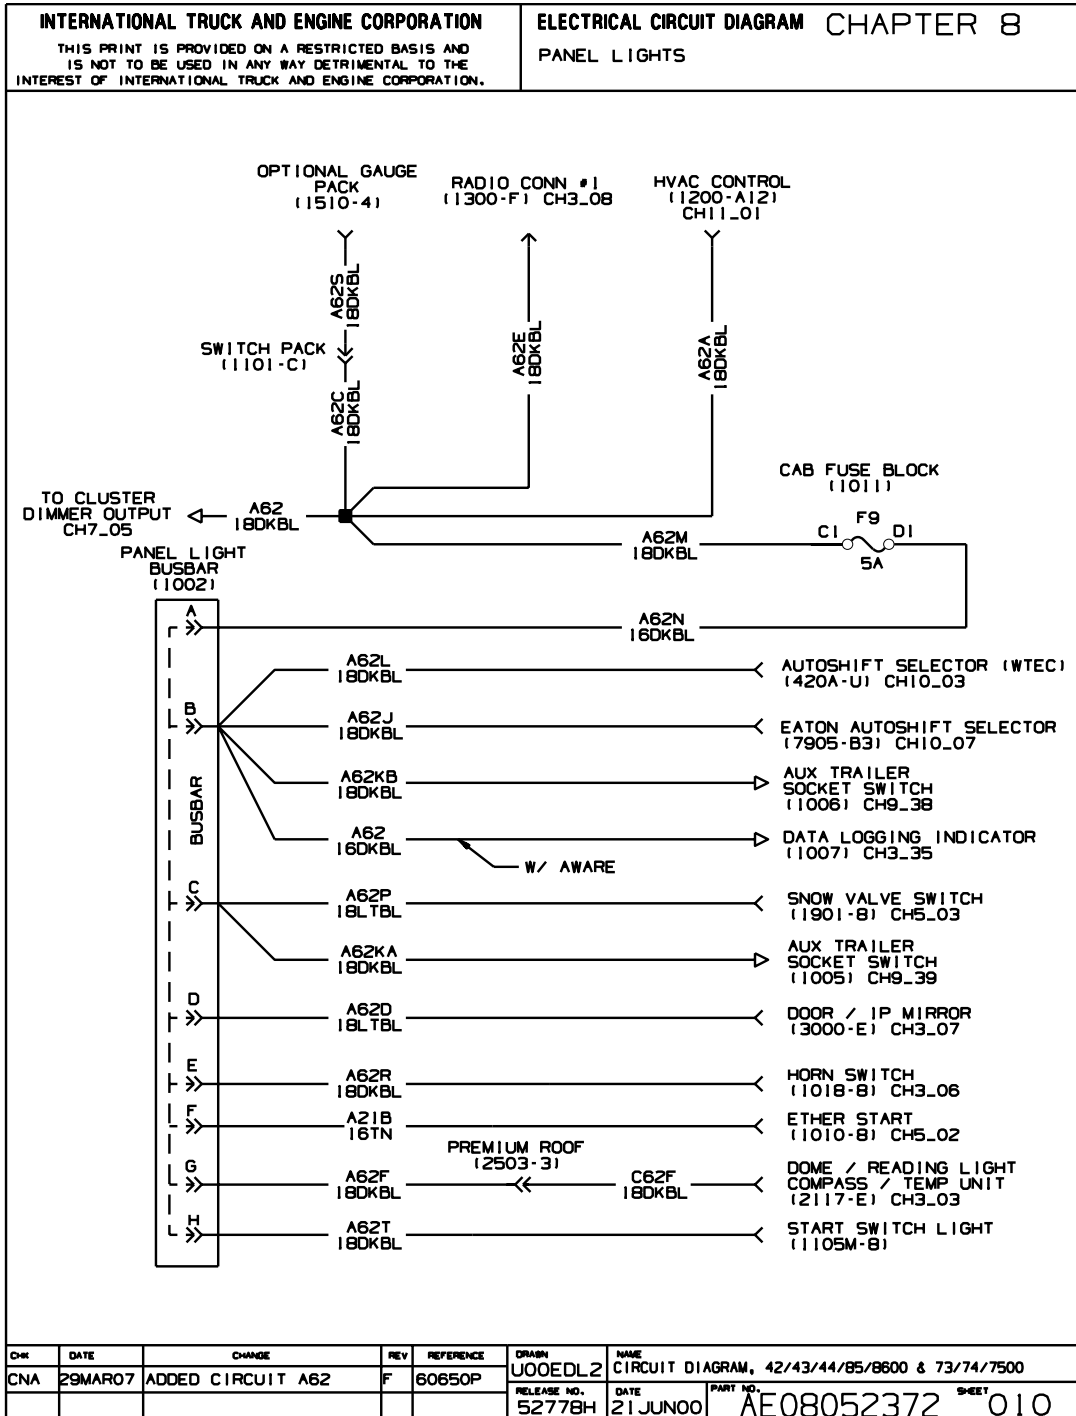 INTERNATIONAL TRUCK AND ENGINE CORPORATION
THIS PRINT IS PROVIDED ON A RESTRICTED BASIS AND
IS NOT TO BE USED IN ANY WAY DETRIMENTAL TO THE
INTEREST OF INTERNATIONAL TRUCK AND ENGINE CORPORATION.
ELECTRICAL CIRCUIT DIAGRAM CHAPTER 8
PANEL LIGHTS
OPTIONAL GAUGE
PACK
(1510-4)
RADIO CONN #1
(1300-F) CH3_08
HVAC CONTROL
(1200-A12)
CH11_01
A62S
18DKBL
SWITCH PACK
(1101-C)
A62C
18DKBL
A62E
18DKBL
A62A
18DKBL
CAB FUSE BLOCK
(1011)
F9
C1 D1
5A
TO CLUSTER
DIMMER OUTPUT
CH7_05
A62
18DKBL
A62M
18DKBL
PANEL LIGHT
BUSBAR
(1002)
A
A62N
16DKBL
A62L
18DKBL
AUTOSHIFT SELECTOR (WTEC)
(420A-U) CH10_03
B
A62J
18DKBL
EATON AUTOSHIFT SELECTOR
(7905-B3) CH10_07
A62KB
18DKBL
AUX TRAILER
SOCKET SWITCH
(1006) CH9_38
BUSBAR
A62
16DKBL
W/ AWARE
DATA LOGGING INDICATOR
(1007) CH3_35
C
A62P
18LTBL
SNOW VALVE SWITCH
(1901-8) CH5_03
A62KA
18DKBL
AUX TRAILER
SOCKET SWITCH
(1005) CH9_39
D
A62D
18LTBL
DOOR / IP MIRROR
(3000-E) CH3_07
E
A62R
18DKBL
HORN SWITCH
(1018-8) CH3_06
F
A21B
16TN
ETHER START
(1010-8) CH5_02
PREMIUM ROOF
(2503-3)
G
A62F
18DKBL
C62F
18DKBL
DOME / READING LIGHT
COMPASS / TEMP UNIT
(2117-E) CH3_03
H
A62T
18DKBL
START SWITCH LIGHT
(1105M-8)
CHK DATE CHANGE REV REFERENCE
CNA 29MAR07 ADDED CIRCUIT A62 F 60650P
DRAWN
U00EDL2
NAME
CIRCUIT DIAGRAM, 42/43/44/85/8600 & 73/74/7500
RELEASE NO.
52778H
DATE
21JUN00
PART NO.
AE08052372
SHEET
010